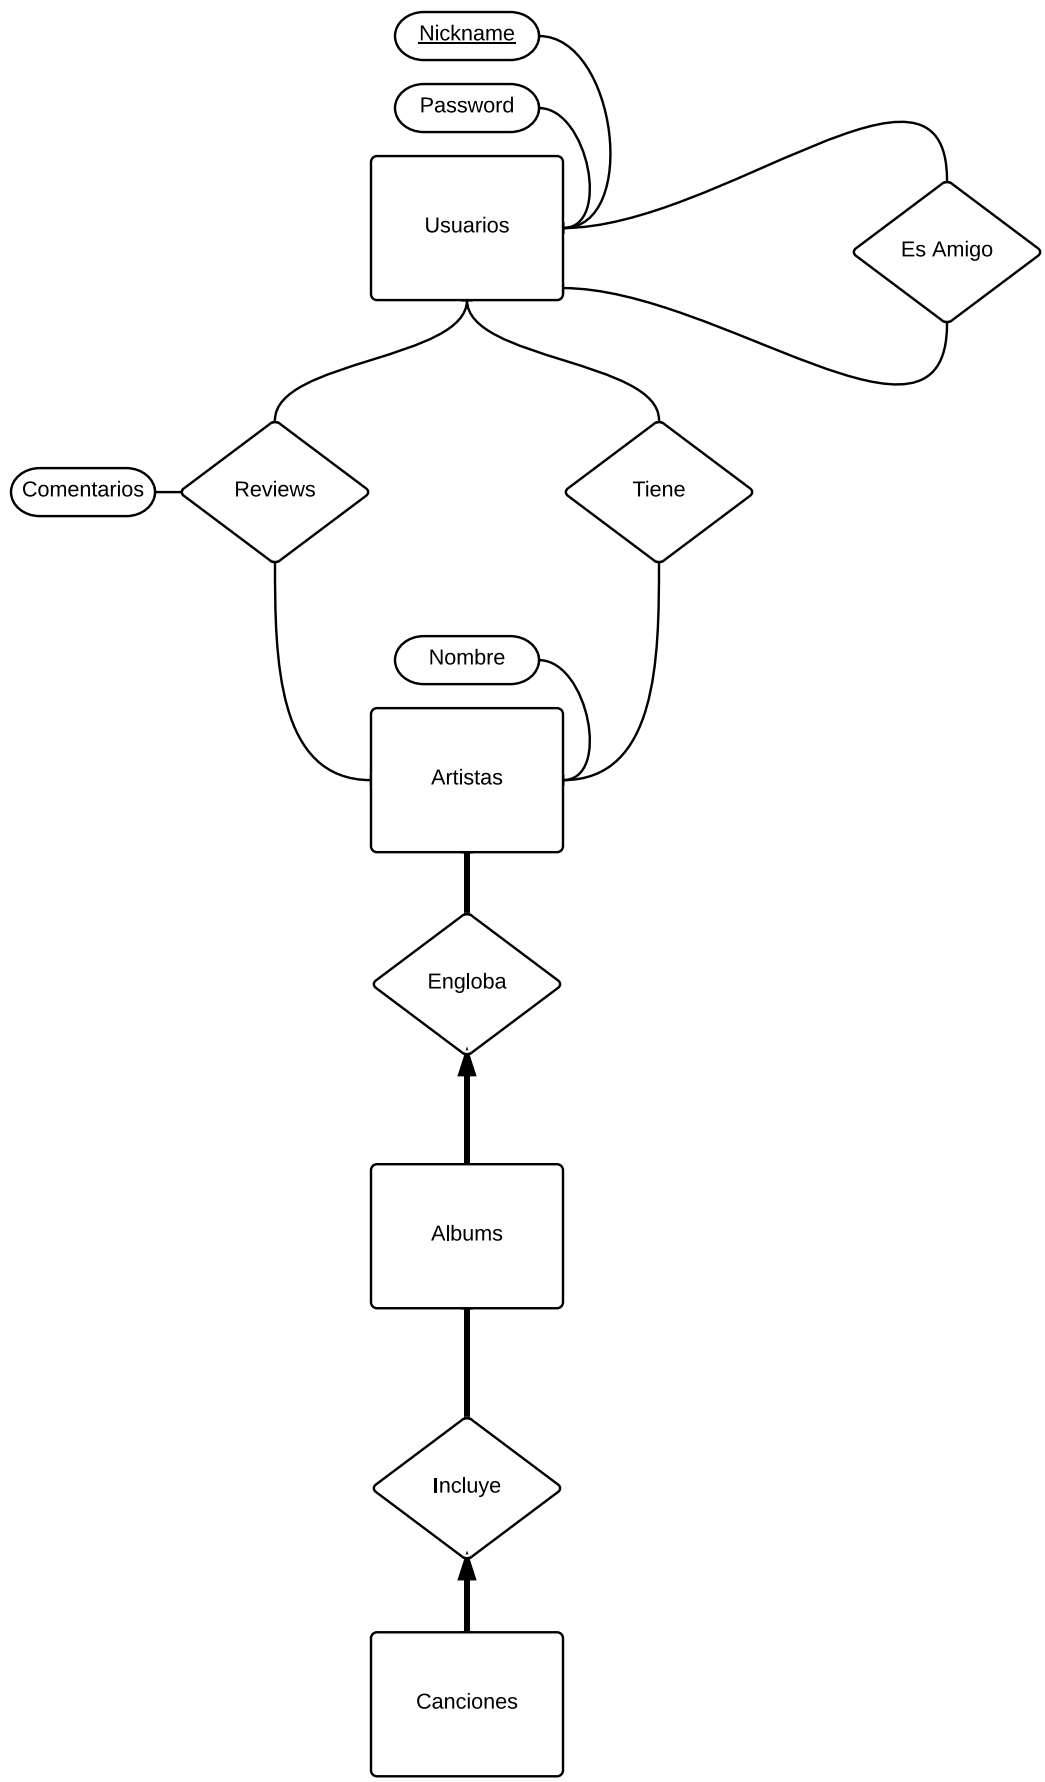 Nickname
Password
Usuarios
Es Amigo
Comentarios
Reviews
Tiene
Nombre
Artistas
Engloba
Albums
Incluye
Canciones